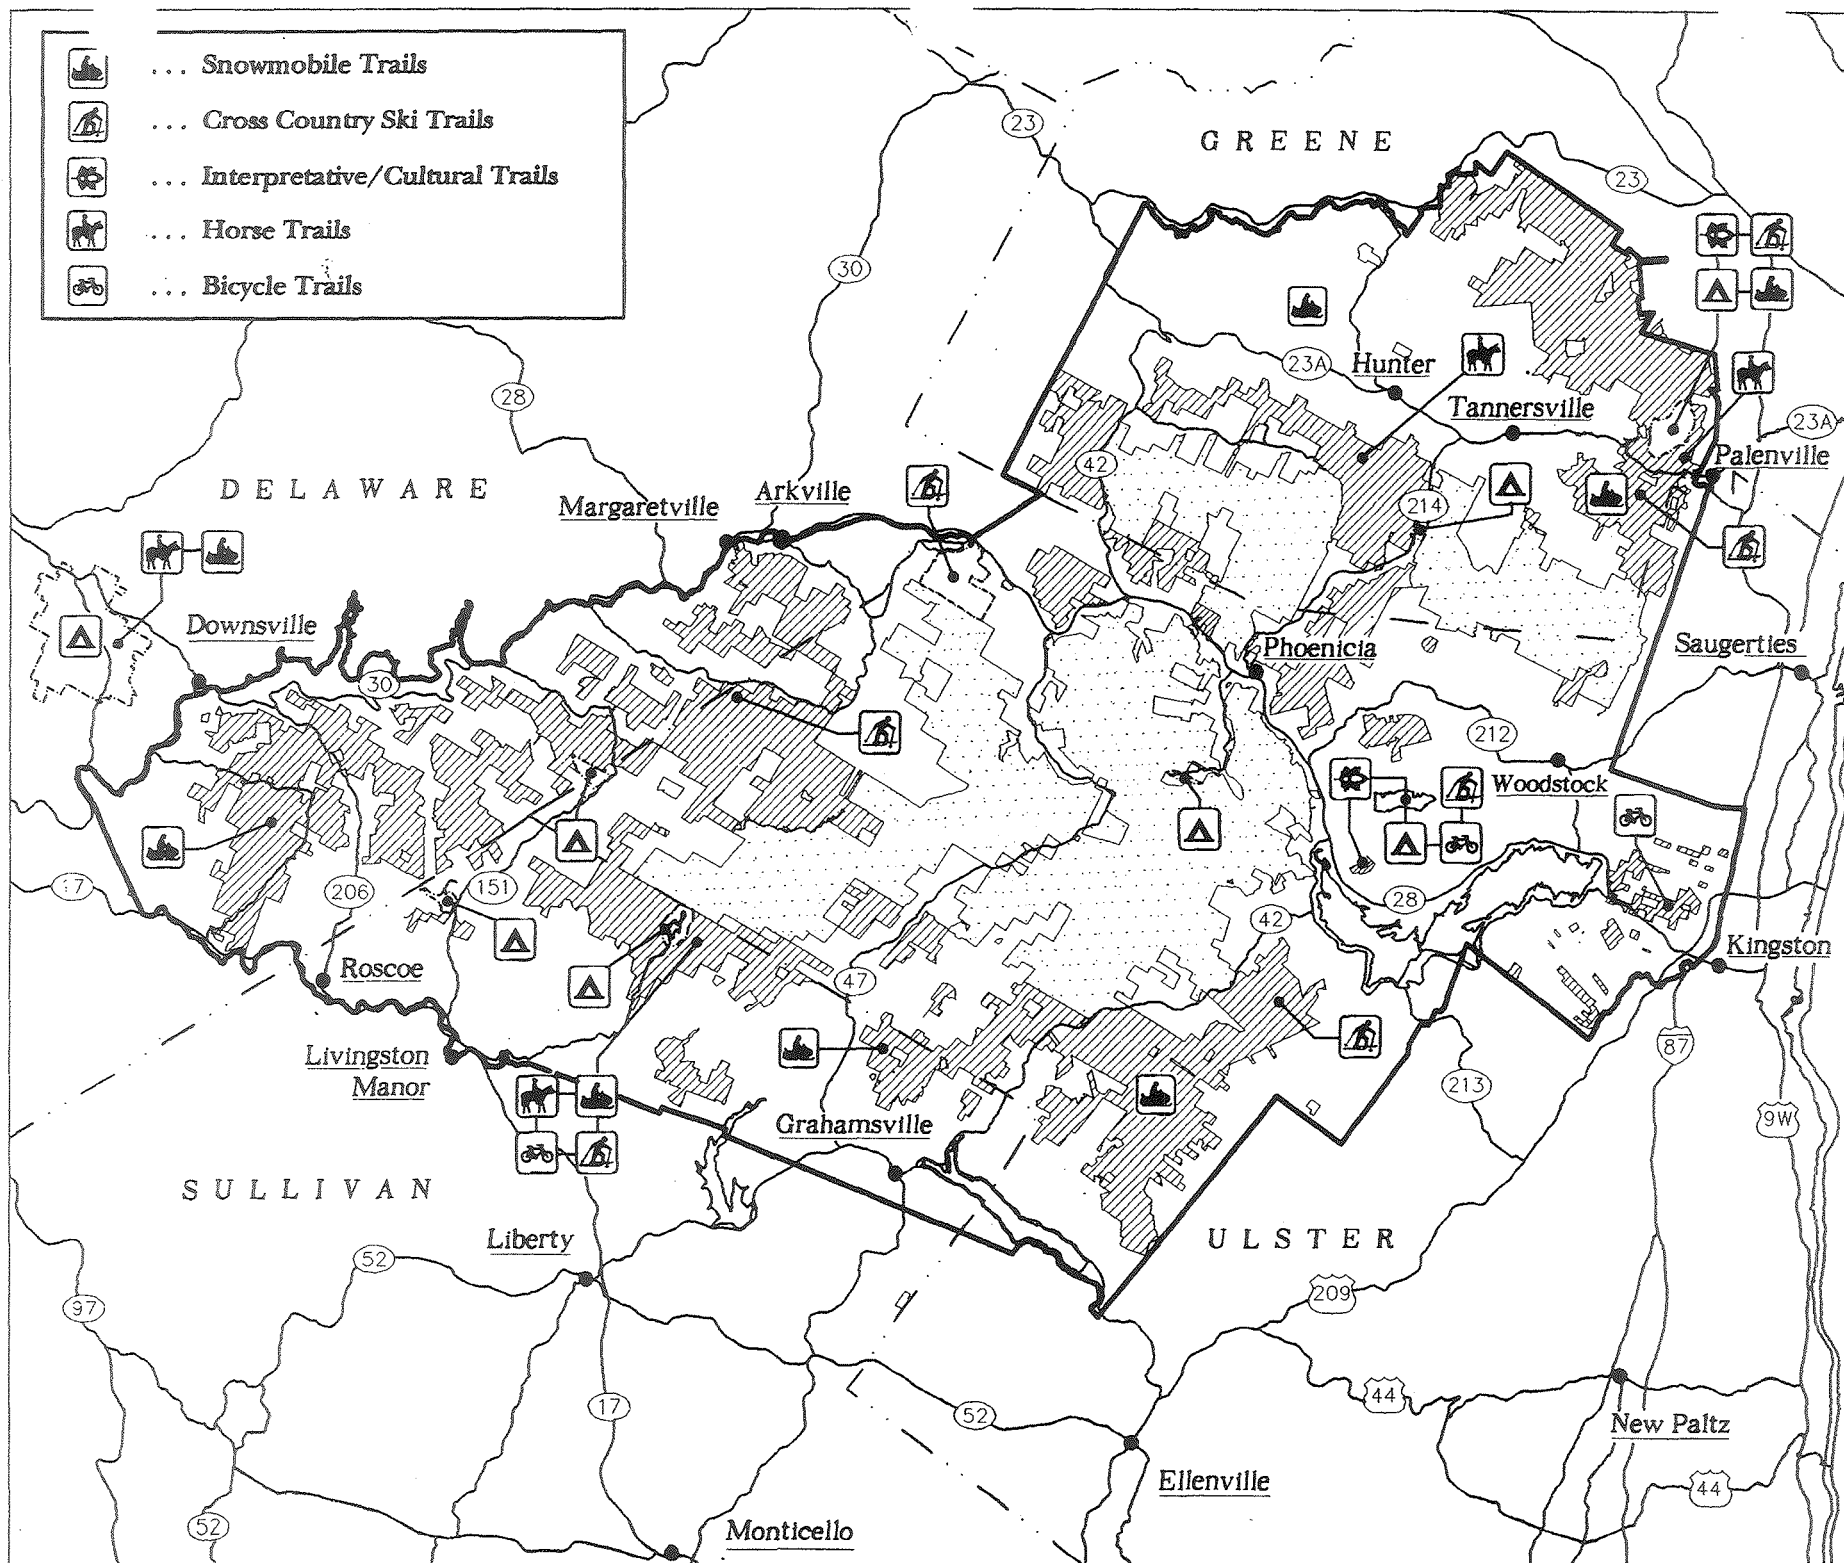 ... Snowmobile Trails
... Cross Country Ski Trails
... Interpretative/Cultural Trails
... Horse Trails
... Bicycle Trails
23
GREENE
23
30
23A
Hunter
28
Tannersville
23A
DELAWARE
42
Palenville
Margaretville
Arkville
214
Downsville
Phoenicia
Saugerties
30
212
Woodstock
17
206
151
28
42
Kingston
Roscoe
47
Livingston
Manor
87
213
9W
Grahamsville
SULLIVAN
ULSTER
Liberty
52
209
97
44
17
52
New Paltz
Ellenville
44
52
Monticello